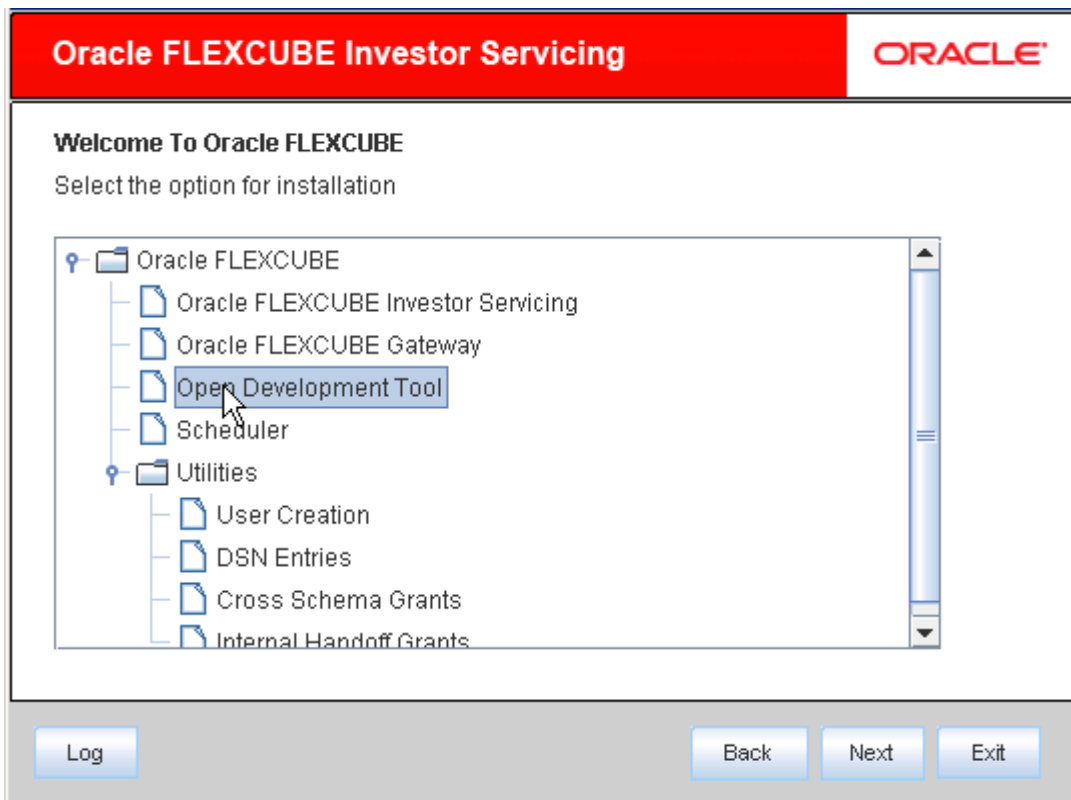 Oracle FLEXCUBE Investor Servicing
ORACLE
Welcome To Oracle FLEXCUBE
Select the option for installation
Oracle FLEXCUBE
Oracle FLEXCUBE Investor Servicing
Oracle FLEXCUBE Gateway
Open Development Tool
Scheduler
Utilities
User Creation
DSN Entries
Cross Schema Grants
Internal Handoff Grants
Log
Back
Next
Exit